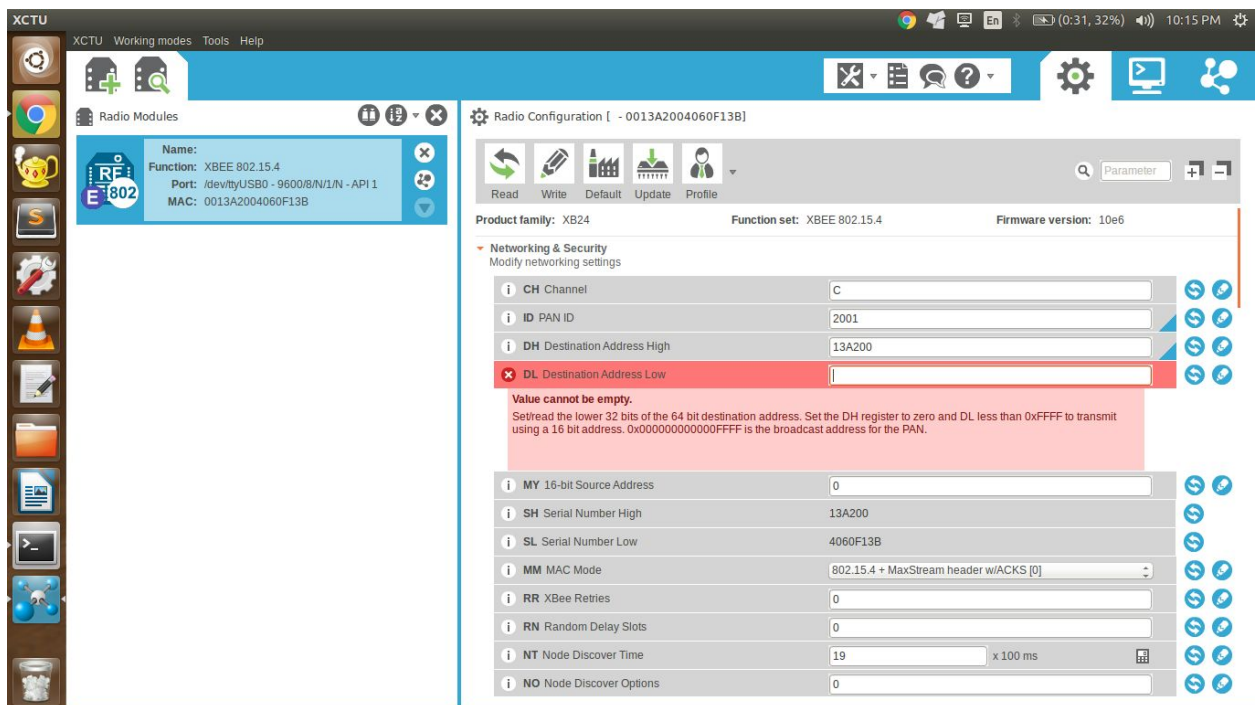 XCTU
En
(0:31, 32%)
10:15 PM
XCTU Working modes Tools Help
Radio Modules
Radio Configuration [ - 0013A2004060F13B]
Name:
Function: XBEE 802.15.4
Port: /dev/ttyUSB0 - 9600/8/N/1/N - API 1
MAC: 0013A2004060F13B
RF
E 802
Read Write Default Update Profile
Parameter
Product family: XB24 Function set: XBEE 802.15.4 Firmware version: 10e6
Networking & Security
Modify networking settings
i CH Channel C
i ID PAN ID 2001
i DH Destination Address High 13A200
DL Destination Address Low
Value cannot be empty.
Set/read the lower 32 bits of the 64 bit destination address. Set the DH register to zero and DL less than 0xFFFF to transmit
using a 16 bit address. 0x000000000000FFFF is the broadcast address for the PAN.
i MY 16-bit Source Address 0
i SH Serial Number High 13A200
i SL Serial Number Low 4060F13B
i MM MAC Mode 802.15.4 + MaxStream header w/ACKS [0]
i RR XBee Retries 0
i RN Random Delay Slots 0
i NT Node Discover Time 19 x 100 ms
i NO Node Discover Options 0